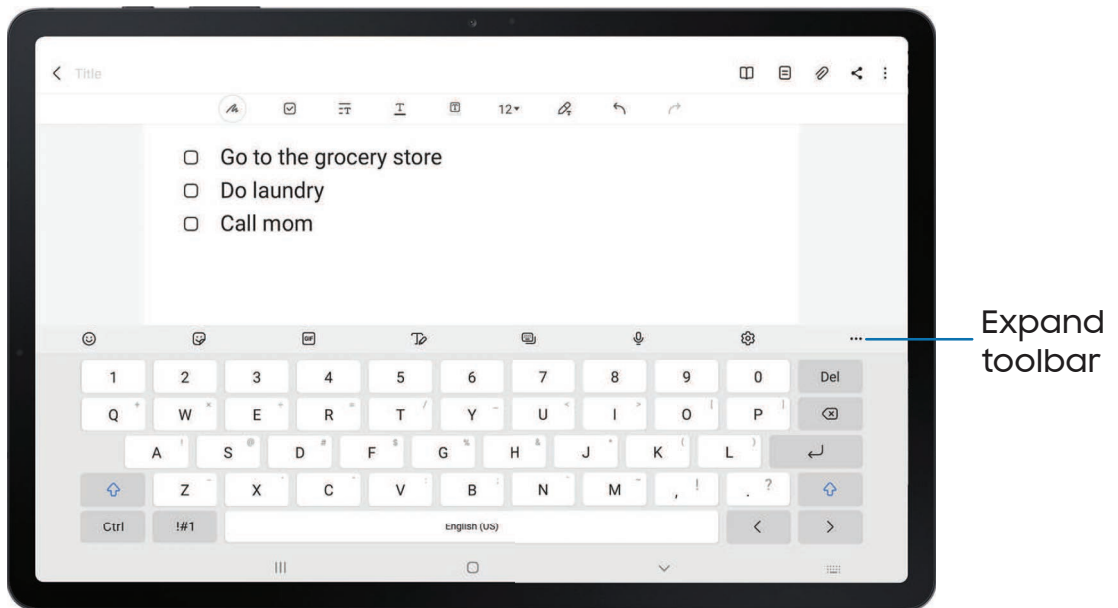 Title
12
Go to the grocery store
Do laundry
Call mom
GIF
Expand
toolbar
1 2 3 4 5 6 7 8 9 0 Del
Q + W × E ÷ R = T / Y _ U < I > O [ P ]
A ! S @ D # F $ G % H & J * K ( L )
Z - X ' C " V : B ; N M , ! . ?
Ctrl !#1 English (US) < >